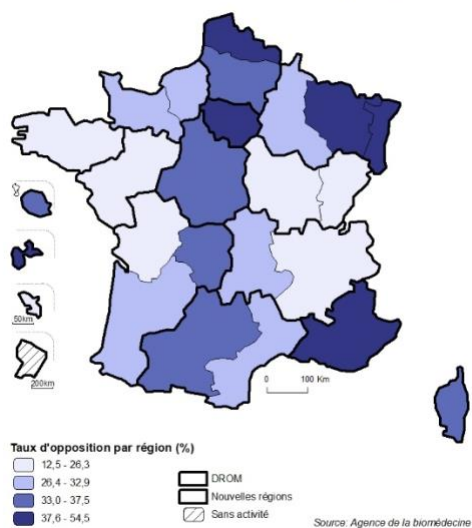 50km
200km
0 100 Km
Taux d'opposition par région (%)
12,5 - 26,3
26,4 - 32,9
33,0 - 37,5
37,6 - 54,5
DROM
Nouvelles régions
Sans activité
Source: Agence de la biomédecine